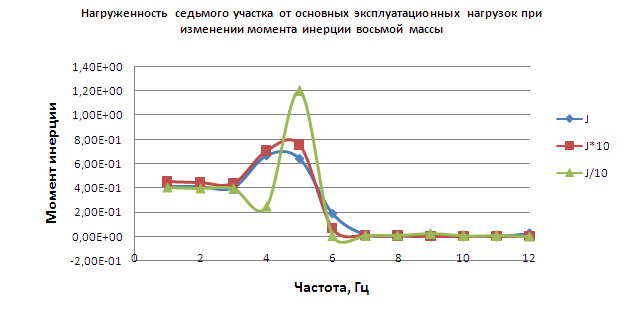 Нагруженность седьмого участка от основных эксплуатационных нагрузок при
изменении момента инерции восьмой массы
1,40E+00
1,20E+00
1,00E+00
8,00E-01
6,00E-01
4,00E-01
2,00E-01
0,00E+00
-2,00E-01
Момент инерции
0 2 4 6 8 10 12
Частота, Гц
J
J*10
J/10